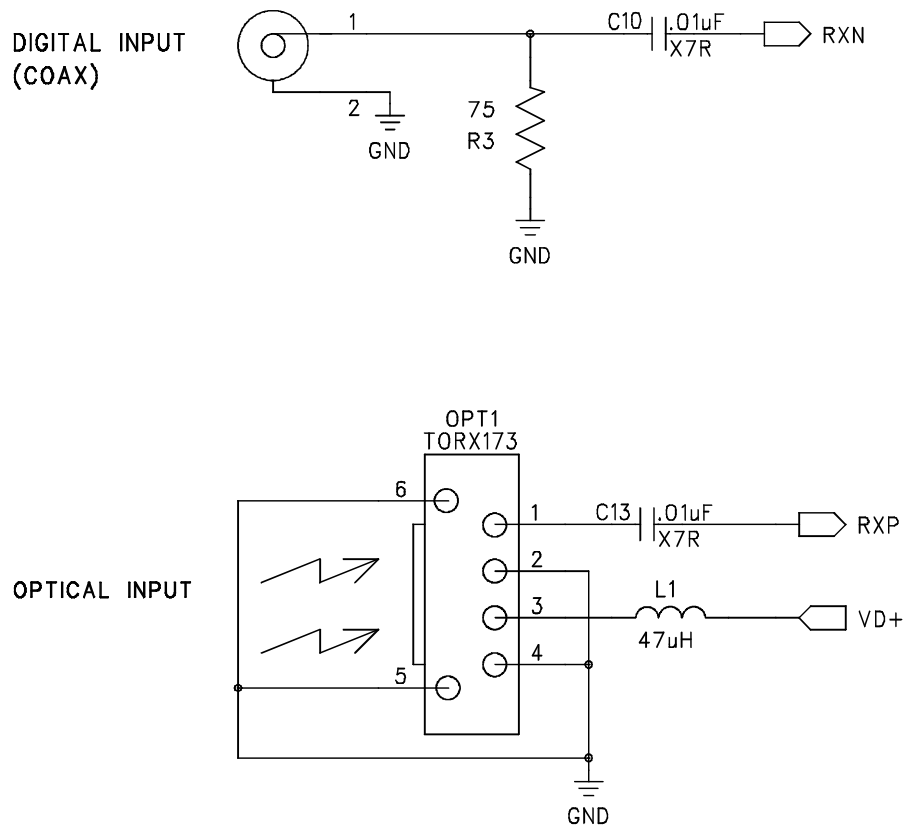 DIGITAL INPUT
(COAX)
1
2
GND
75
R3
GND
C10
.01uF
X7R
RXN
OPT1
TORX173
6
5
1
2
3
4
C13
.01uF
X7R
RXP
OPTICAL INPUT
L1
47uH
VD+
GND